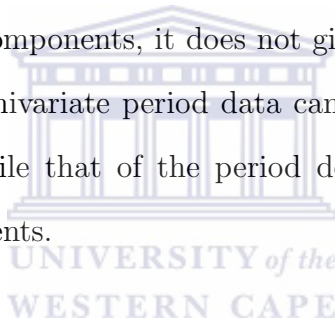 omponents, it does not gi
nivariate period data can
ile that of the period d
ents.
UNIVERSITY of the
WESTERN CAPE